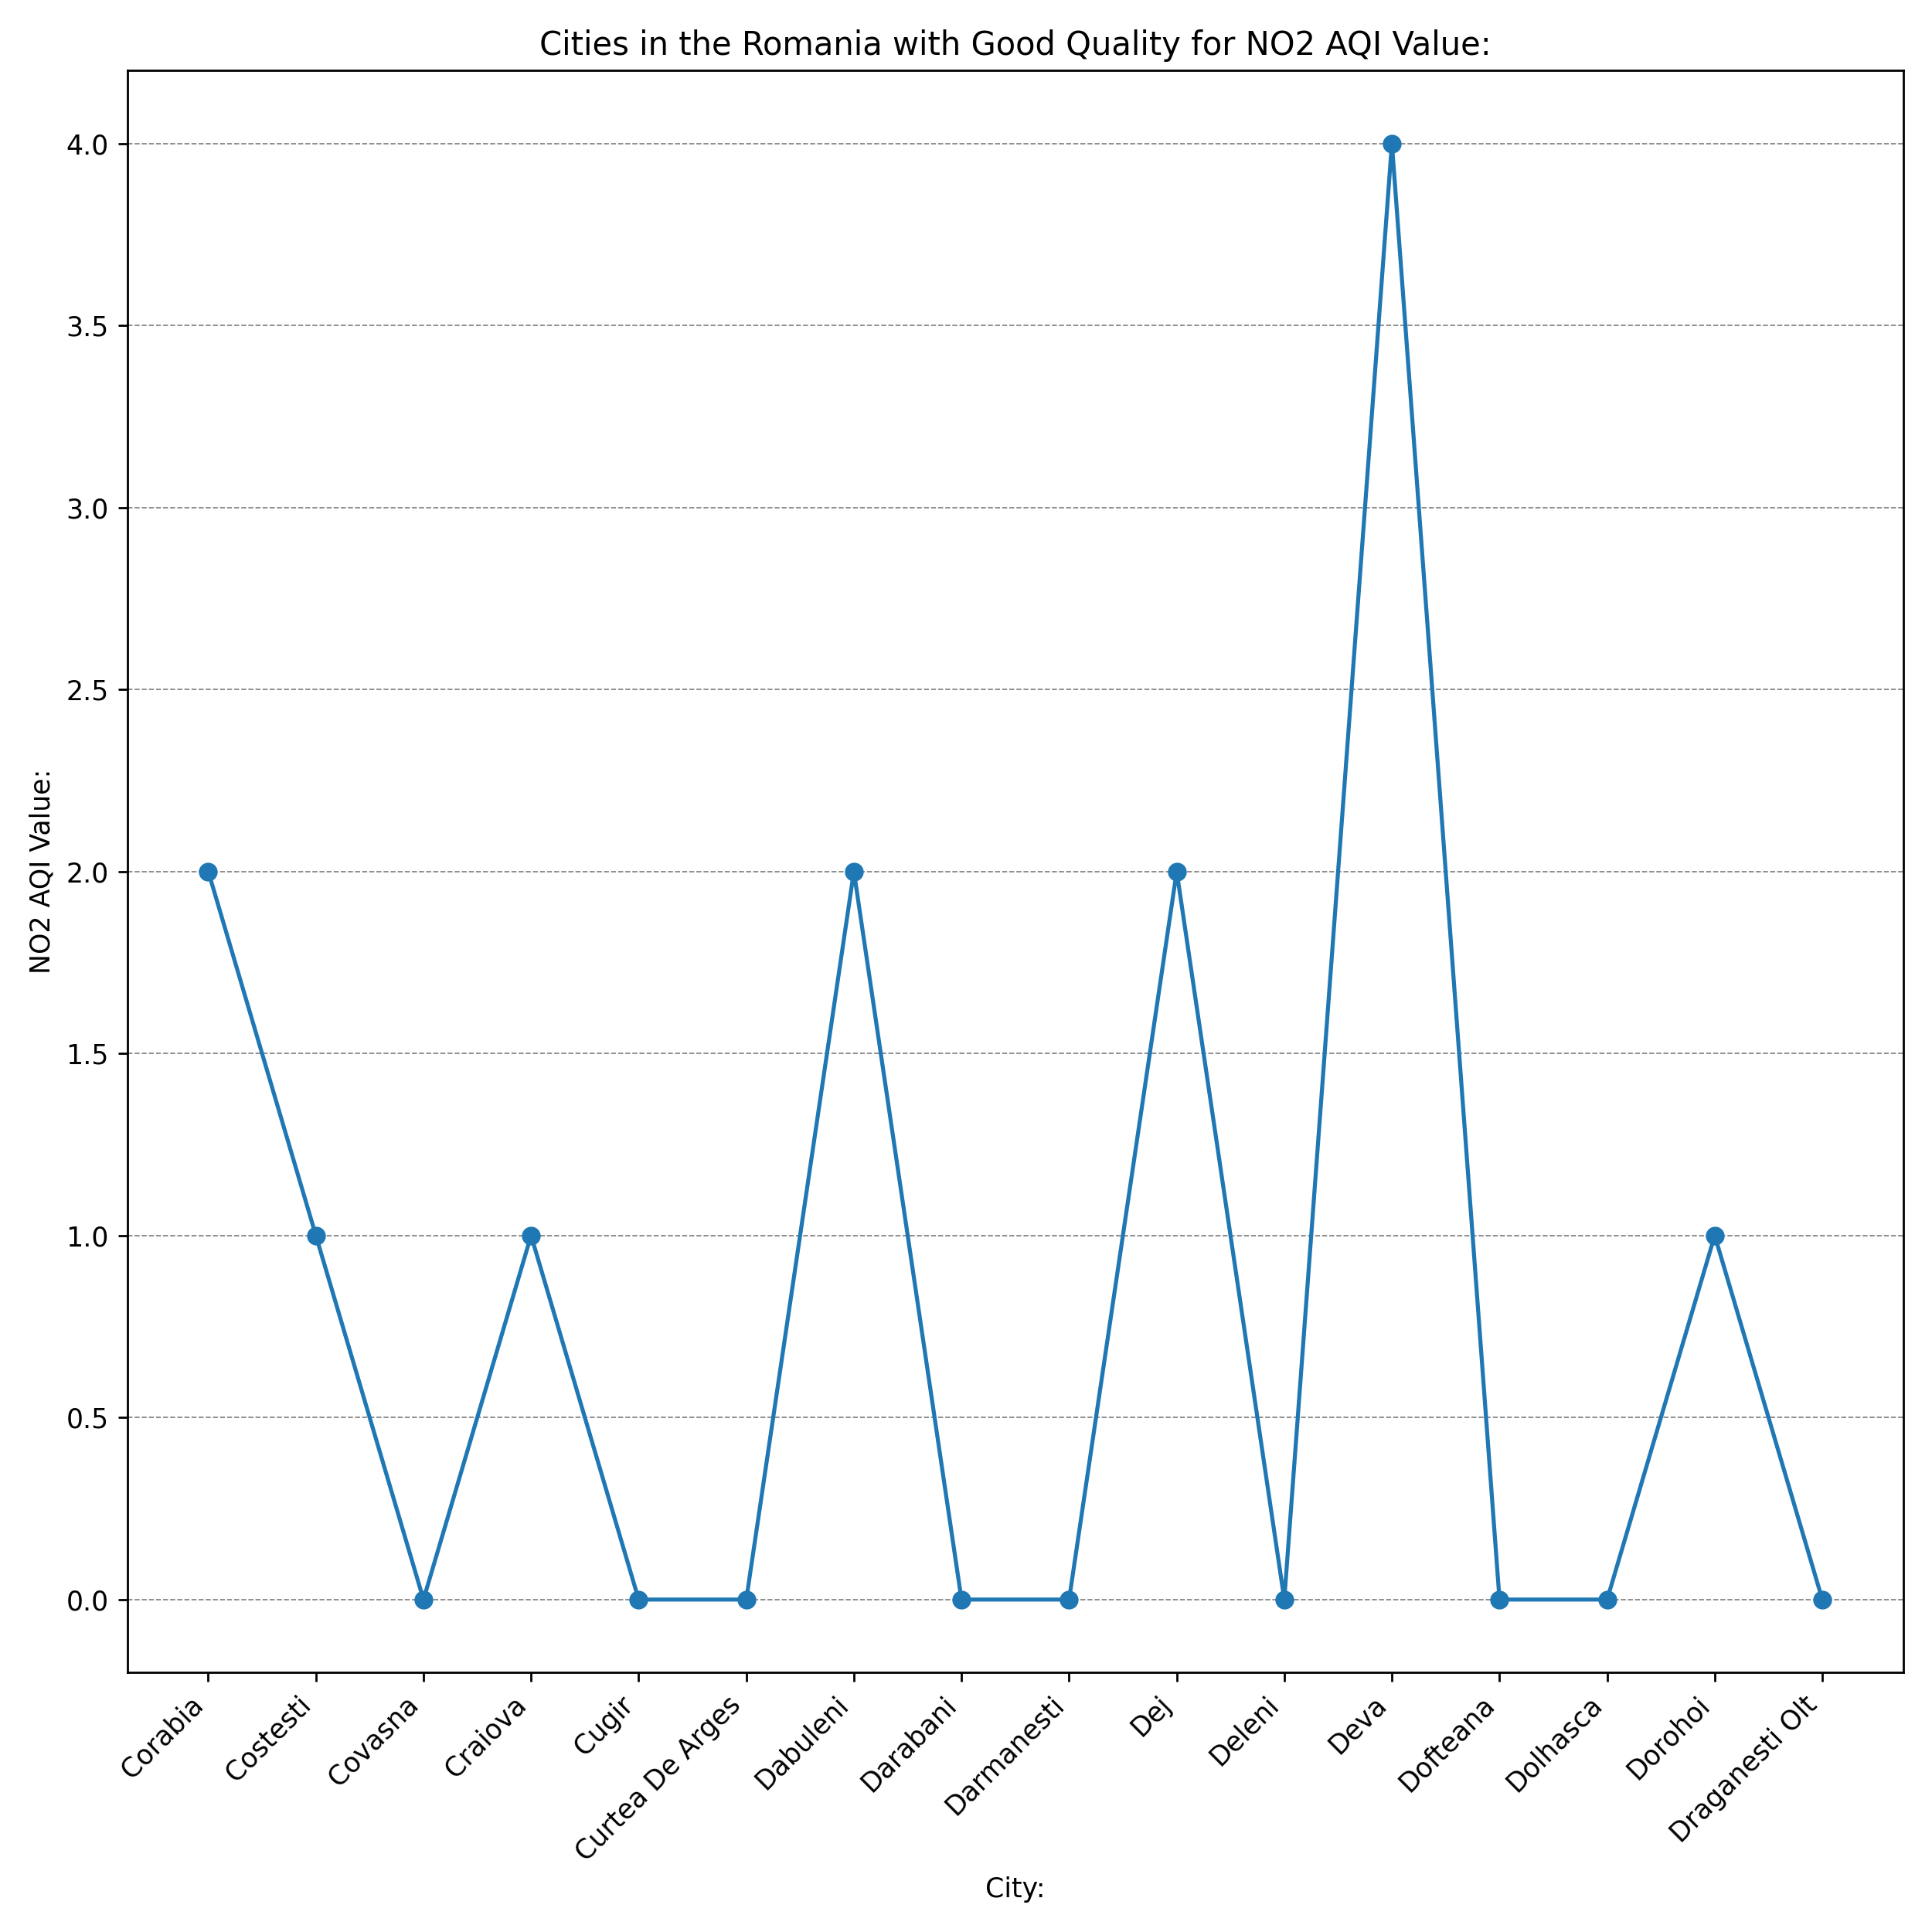 Cities in the Romania with Good Quality for NO2 AQI Value:
NO2 AQI Value:
4.0
3.5
3.0
2.5
2.0
1.5
1.0
0.5
0.0
Corabia
Costesti
Covasna
Craiova
Cugir
Curtea De Arges
Dabuleni
Darabani
Darmanesti
Dej
Deleni
Deva
Dofteana
Dolhasca
Dorohoi
Draganesti Olt
City: